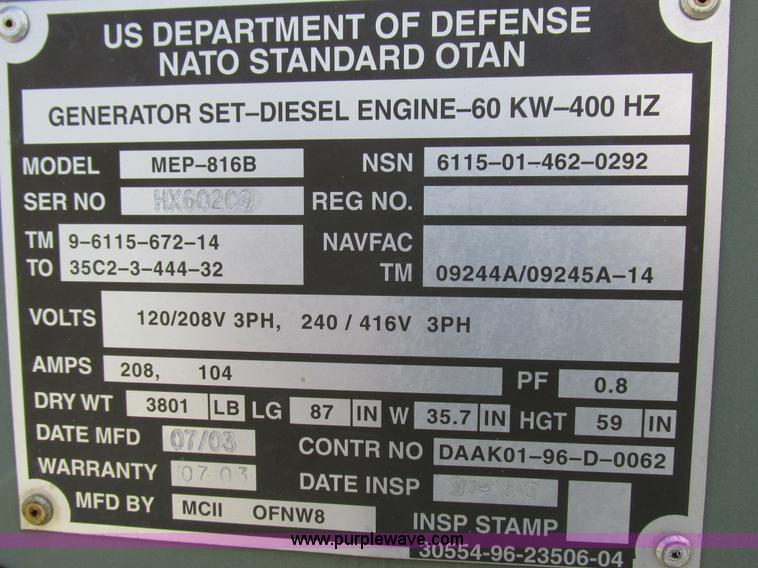 US DEPARTMENT OF DEFENSE
NATO STANDARD OTAN
GENERATOR SET–DIESEL ENGINE–60 KW–400 HZ
MODEL MEP–816B NSN 6115-01-462-0292
SER NO REG NO.
TM 9-6115-672-14 NAVFAC
TO 35C2-3-444-32 TM 09244A/09245A-14
VOLTS 120/208V 3PH, 240 / 416V 3PH
AMPS 208, 104 PF 0.8
DRY WT 3801 LB LG 87 IN W 35.7 IN HGT 59 IN
DATE MFD 07/03 CONTR NO DAAK01-96-D-0062
WARRANTY 07-03 DATE INSP
MFD BY MCII OFNW8 INSP STAMP
www.purplewave.com
30554-96-23506-04